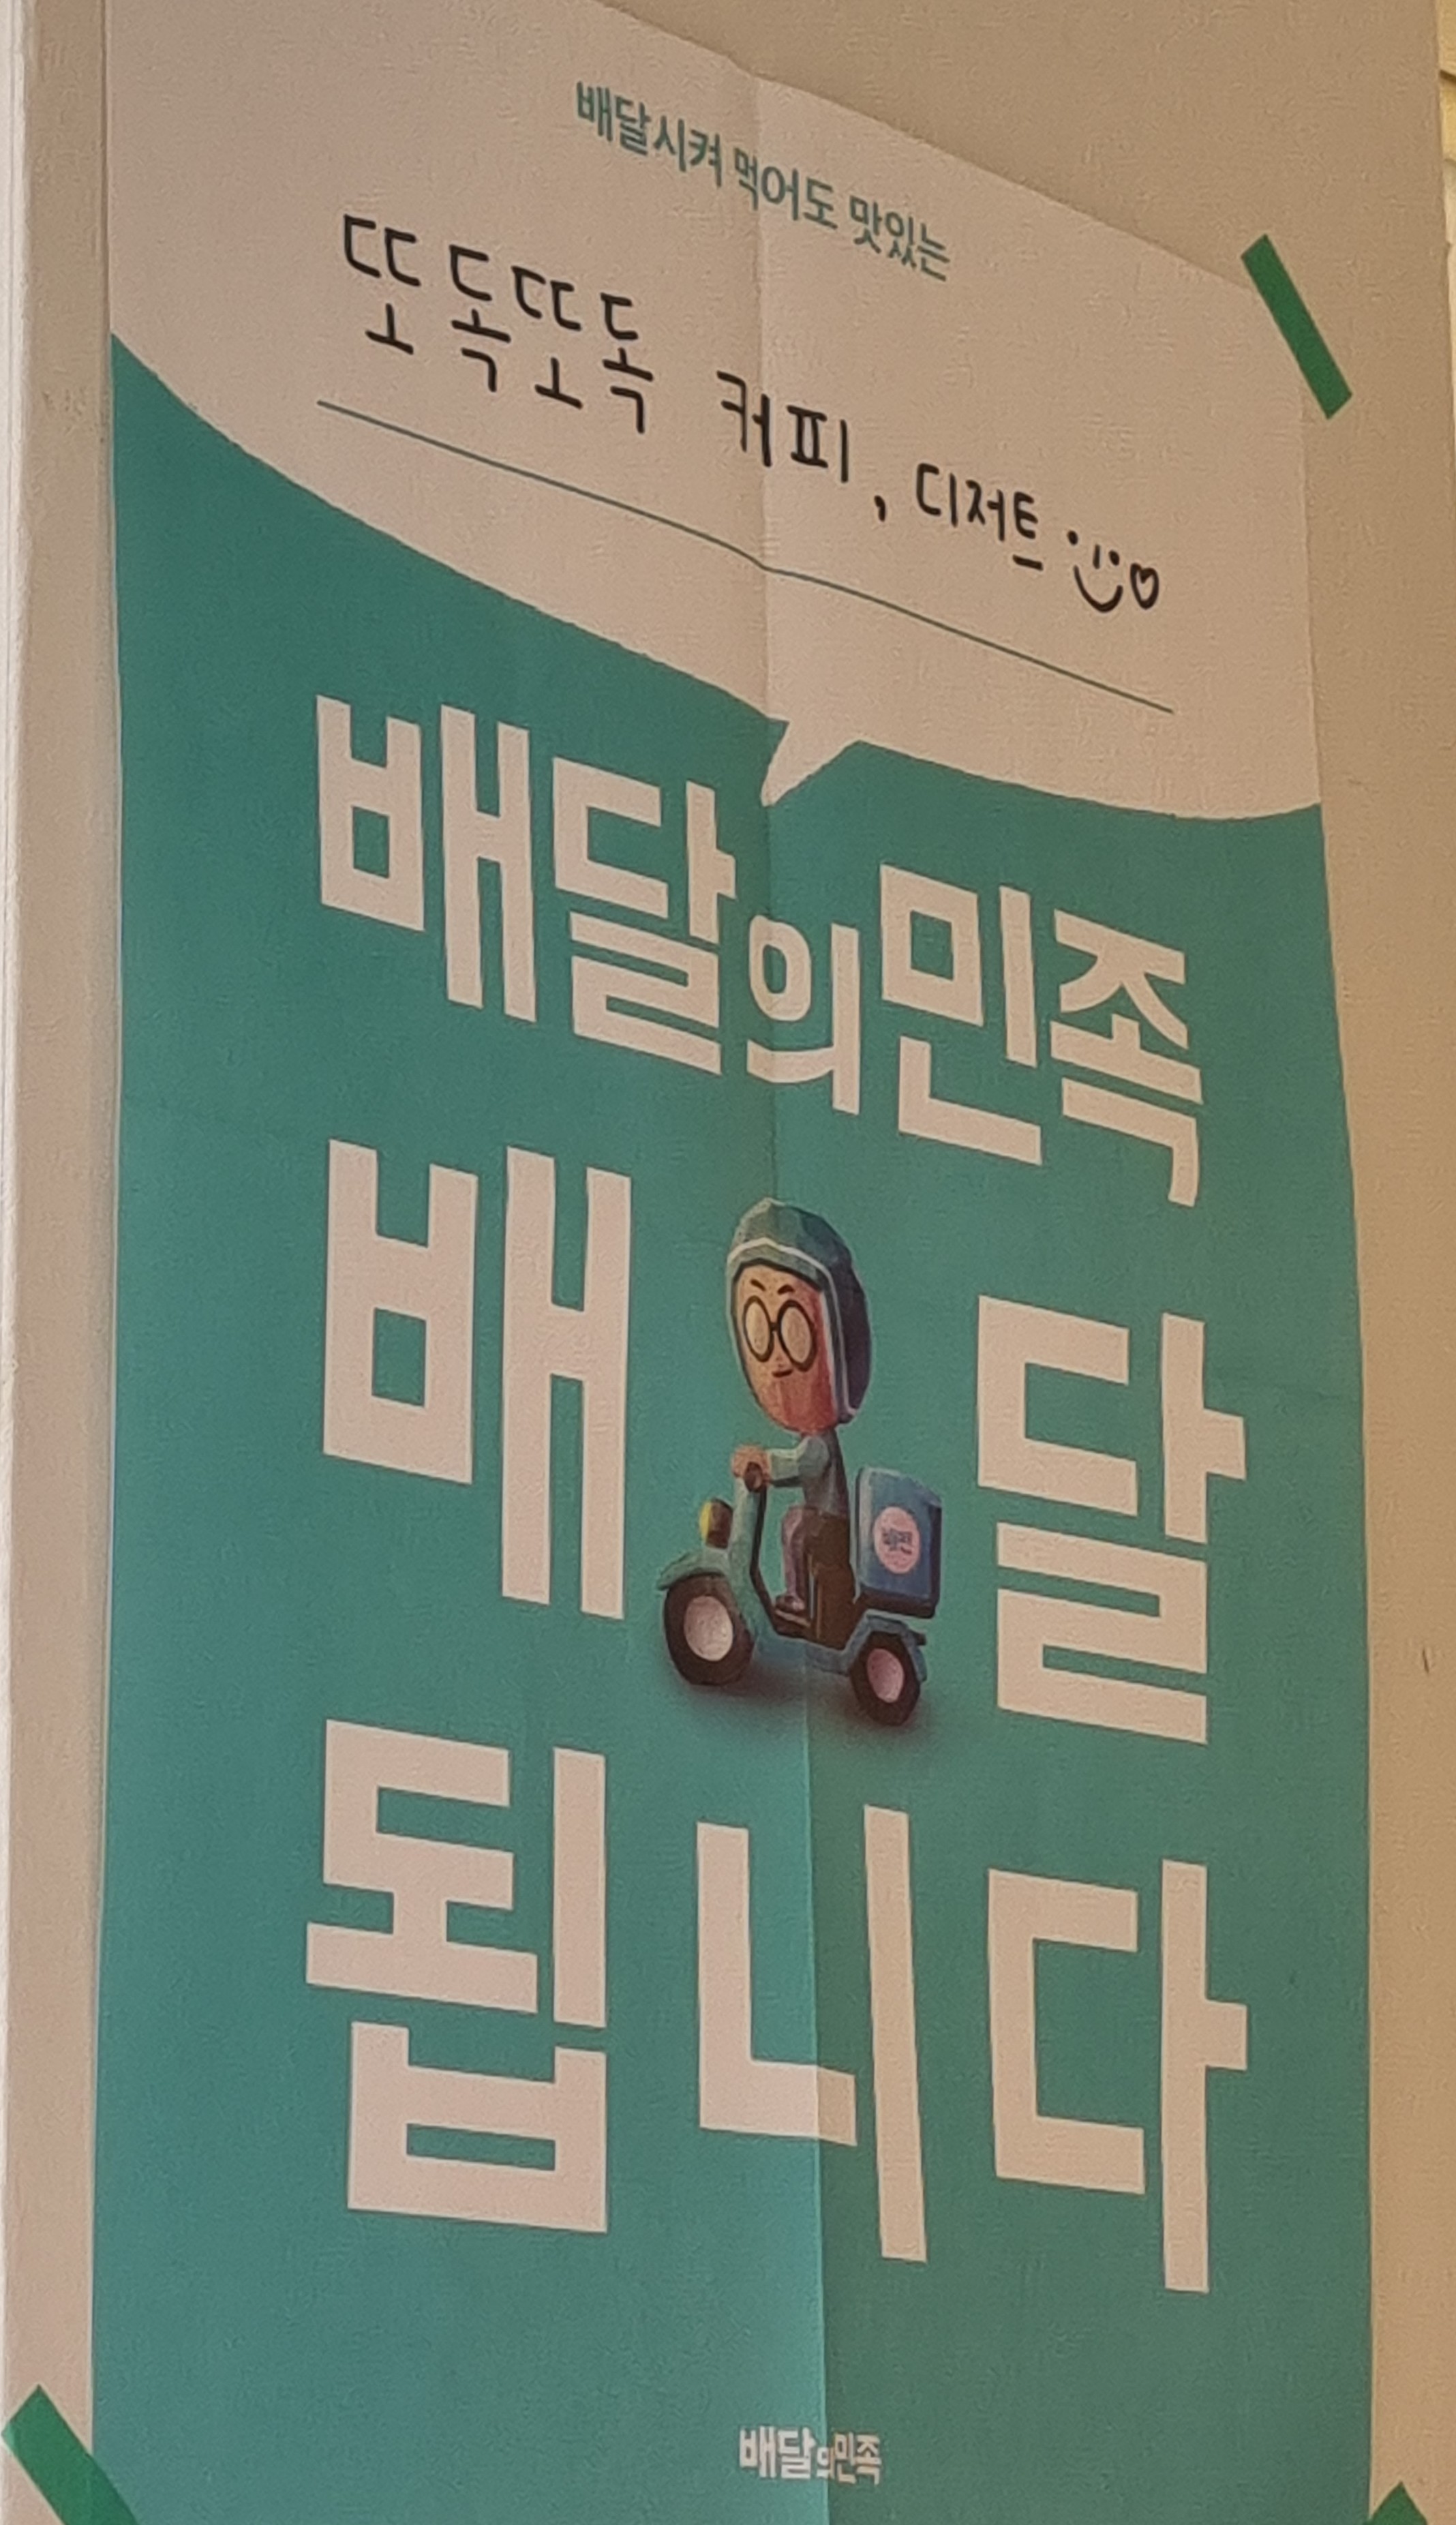 배달시켜 먹어도 맛있는
또독또독 커피, 디저트
배달의민족
배달
됩니다
배달의민족